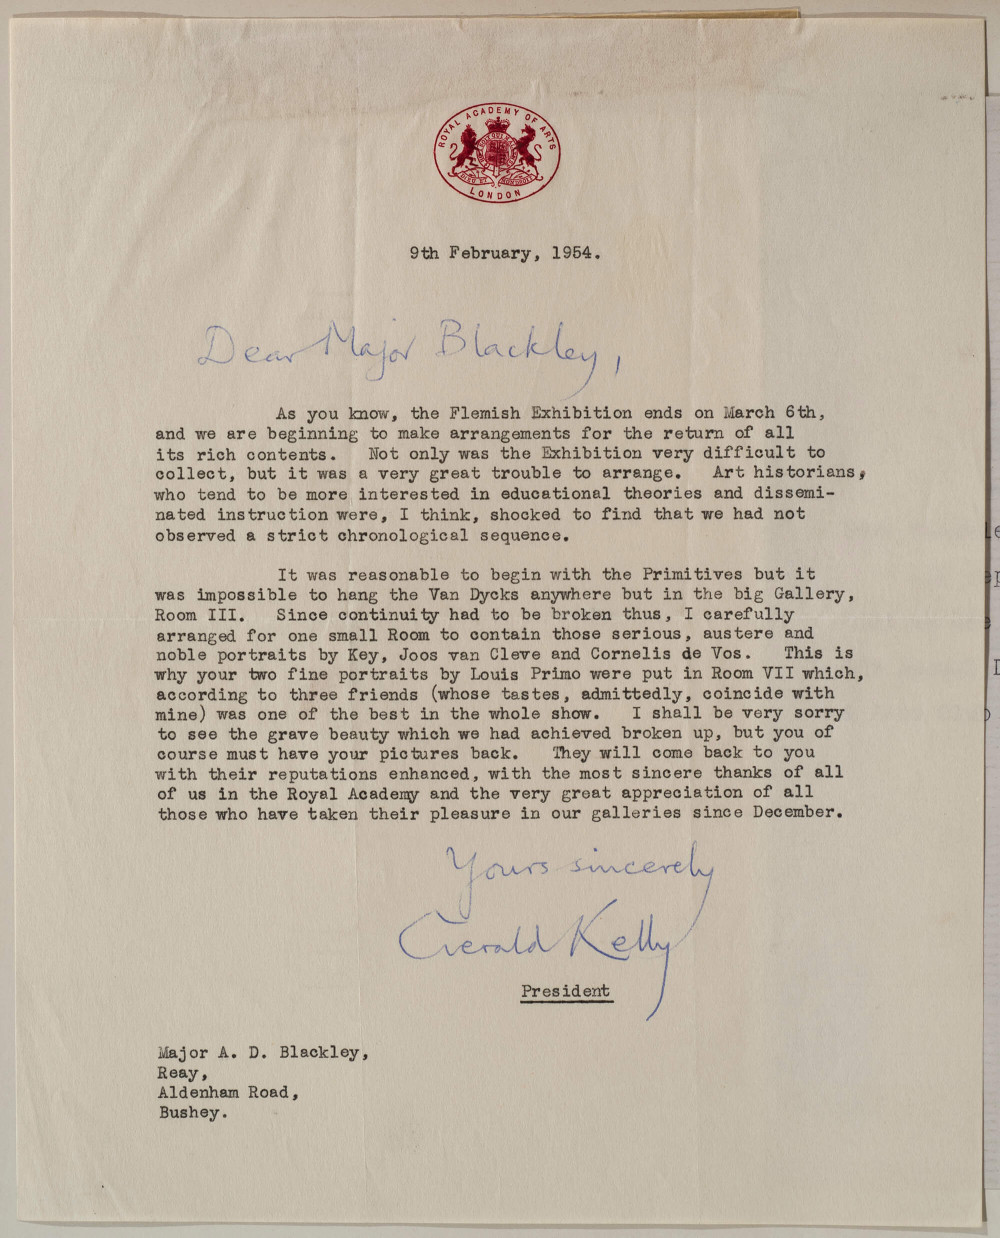 ROYAL ACADEMY OF ARTS
LONDON
9th February, 1954.
Dear Major Blackley,
As you know, the Flemish Exhibition ends on March 6th,
and we are beginning to make arrangements for the return of all
its rich contents. Not only was the Exhibition very difficult to
collect, but it was a very great trouble to arrange. Art historians,
who tend to be more interested in educational theories and dissemi-
nated instruction were, I think, shocked to find that we had not
observed a strict chronological sequence.
It was reasonable to begin with the Primitives but it
was impossible to hang the Van Dycks anywhere but in the big Gallery,
Room III. Since continuity had to be broken thus, I carefully
arranged for one small Room to contain those serious, austere and
noble portraits by Key, Joos van Cleve and Cornelis de Vos. This is
why your two fine portraits by Louis Primo were put in Room VII which,
according to three friends (whose tastes, admittedly, coincide with
mine) was one of the best in the whole show. I shall be very sorry
to see the grave beauty which we had achieved broken up, but you of
course must have your pictures back. They will come back to you
with their reputations enhanced, with the most sincere thanks of all
of us in the Royal Academy and the very great appreciation of all
those who have taken their pleasure in our galleries since December.
Yours sincerely
Gerald Kelly
President
Major A. D. Blackley,
Reay,
Aldenham Road,
Bushey.